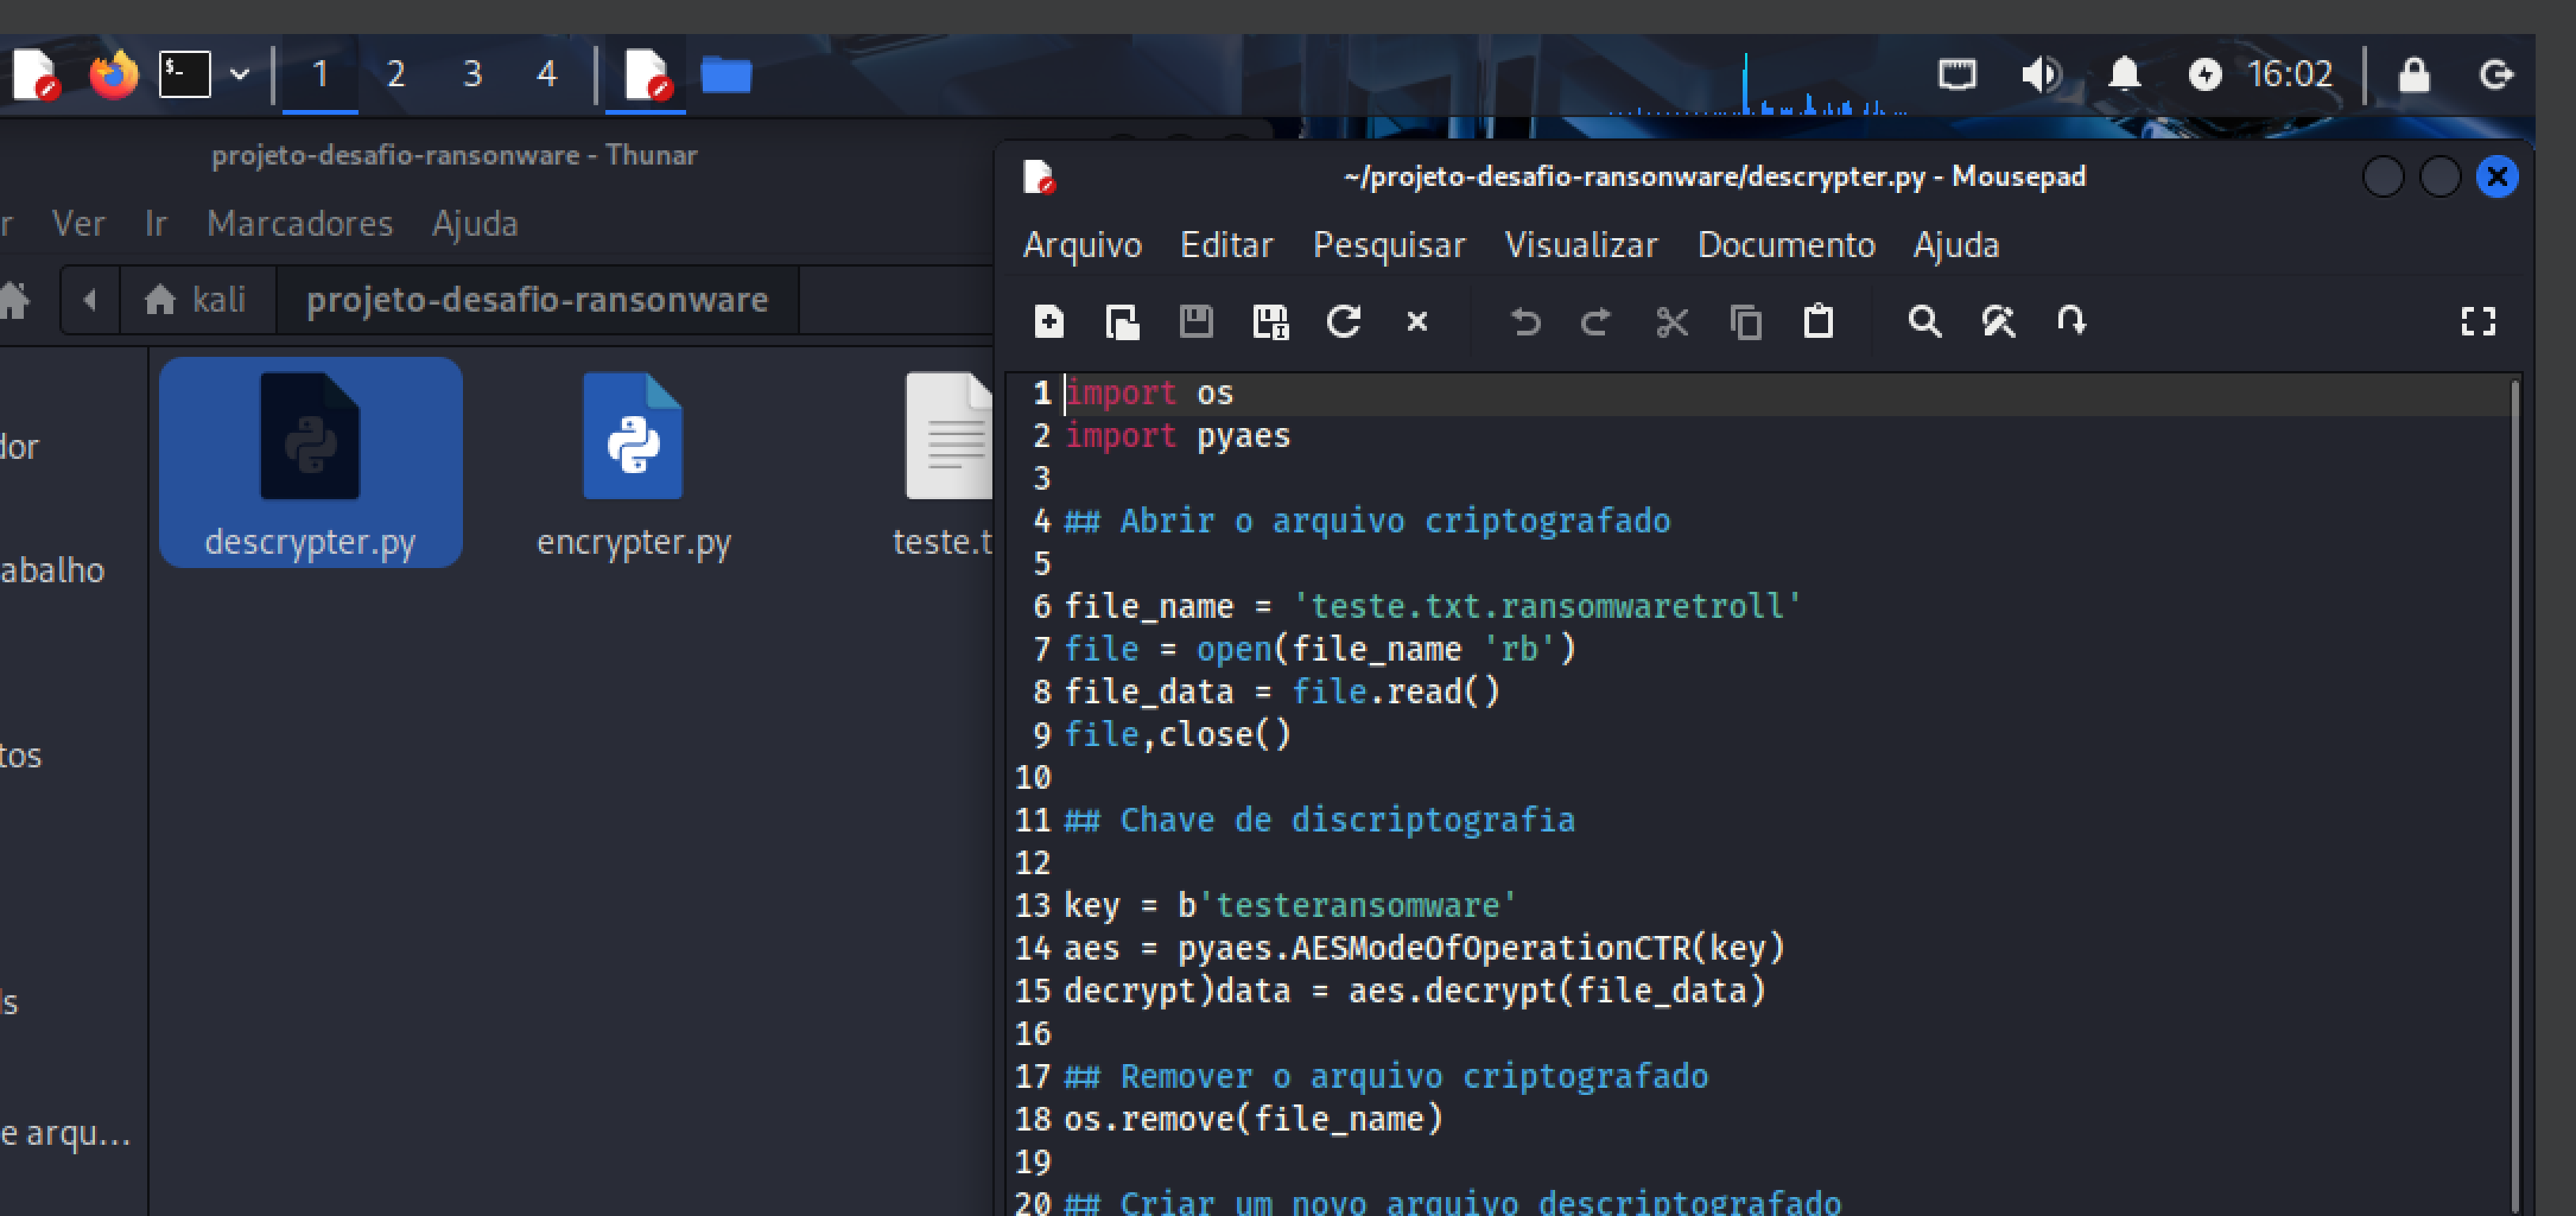 $_
1 2 3 4
16:02
projeto-desafio-ransonware - Thunar
r Ver Ir Marcadores Ajuda
kali projeto-desafio-ransonware
dor
abalho
tos
ls
e arqu...
descrypter.py encrypter.py teste.t
~/projeto-desafio-ransonware/descrypter.py - Mousepad
Arquivo Editar Pesquisar Visualizar Documento Ajuda
1 import os
2 import pyaes
3
4 ## Abrir o arquivo criptografado
5
6 file_name = 'teste.txt.ransomwaretroll'
7 file = open(file_name 'rb')
8 file_data = file.read()
9 file,close()
10
11 ## Chave de discriptografia
12
13 key = b'testeransomware'
14 aes = pyaes.AESModeOfOperationCTR(key)
15 decrypt)data = aes.decrypt(file_data)
16
17 ## Remover o arquivo criptografado
18 os.remove(file_name)
19
20 ## Criar um novo arquivo descriptografado